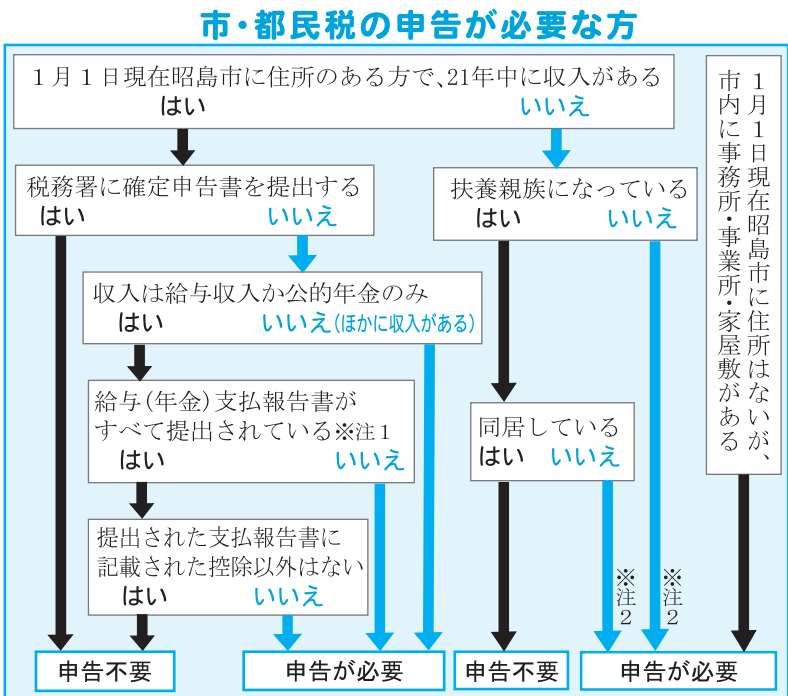 市・都民税の申告が必要な方
1月1日現在昭島市に住所のある方で、21年中に収入がある
はい
いいえ
税務署に確定申告書を提出する
はい
いいえ
収入は給与収入か公的年金のみ
はい
いいえ(ほかに収入がある)
給与(年金)支払報告書が
すべて提出されている※注1
はい
いいえ
提出された支払報告書に
記載された控除以外はない
はい
いいえ
扶養親族になっている
はい
いいえ
同居している
はい
いいえ
※注2
※注2
1月1日現在昭島市に住所はないが、
市内に事務所・事業所・家屋敷がある
申告不要
申告が必要
申告不要
申告が必要